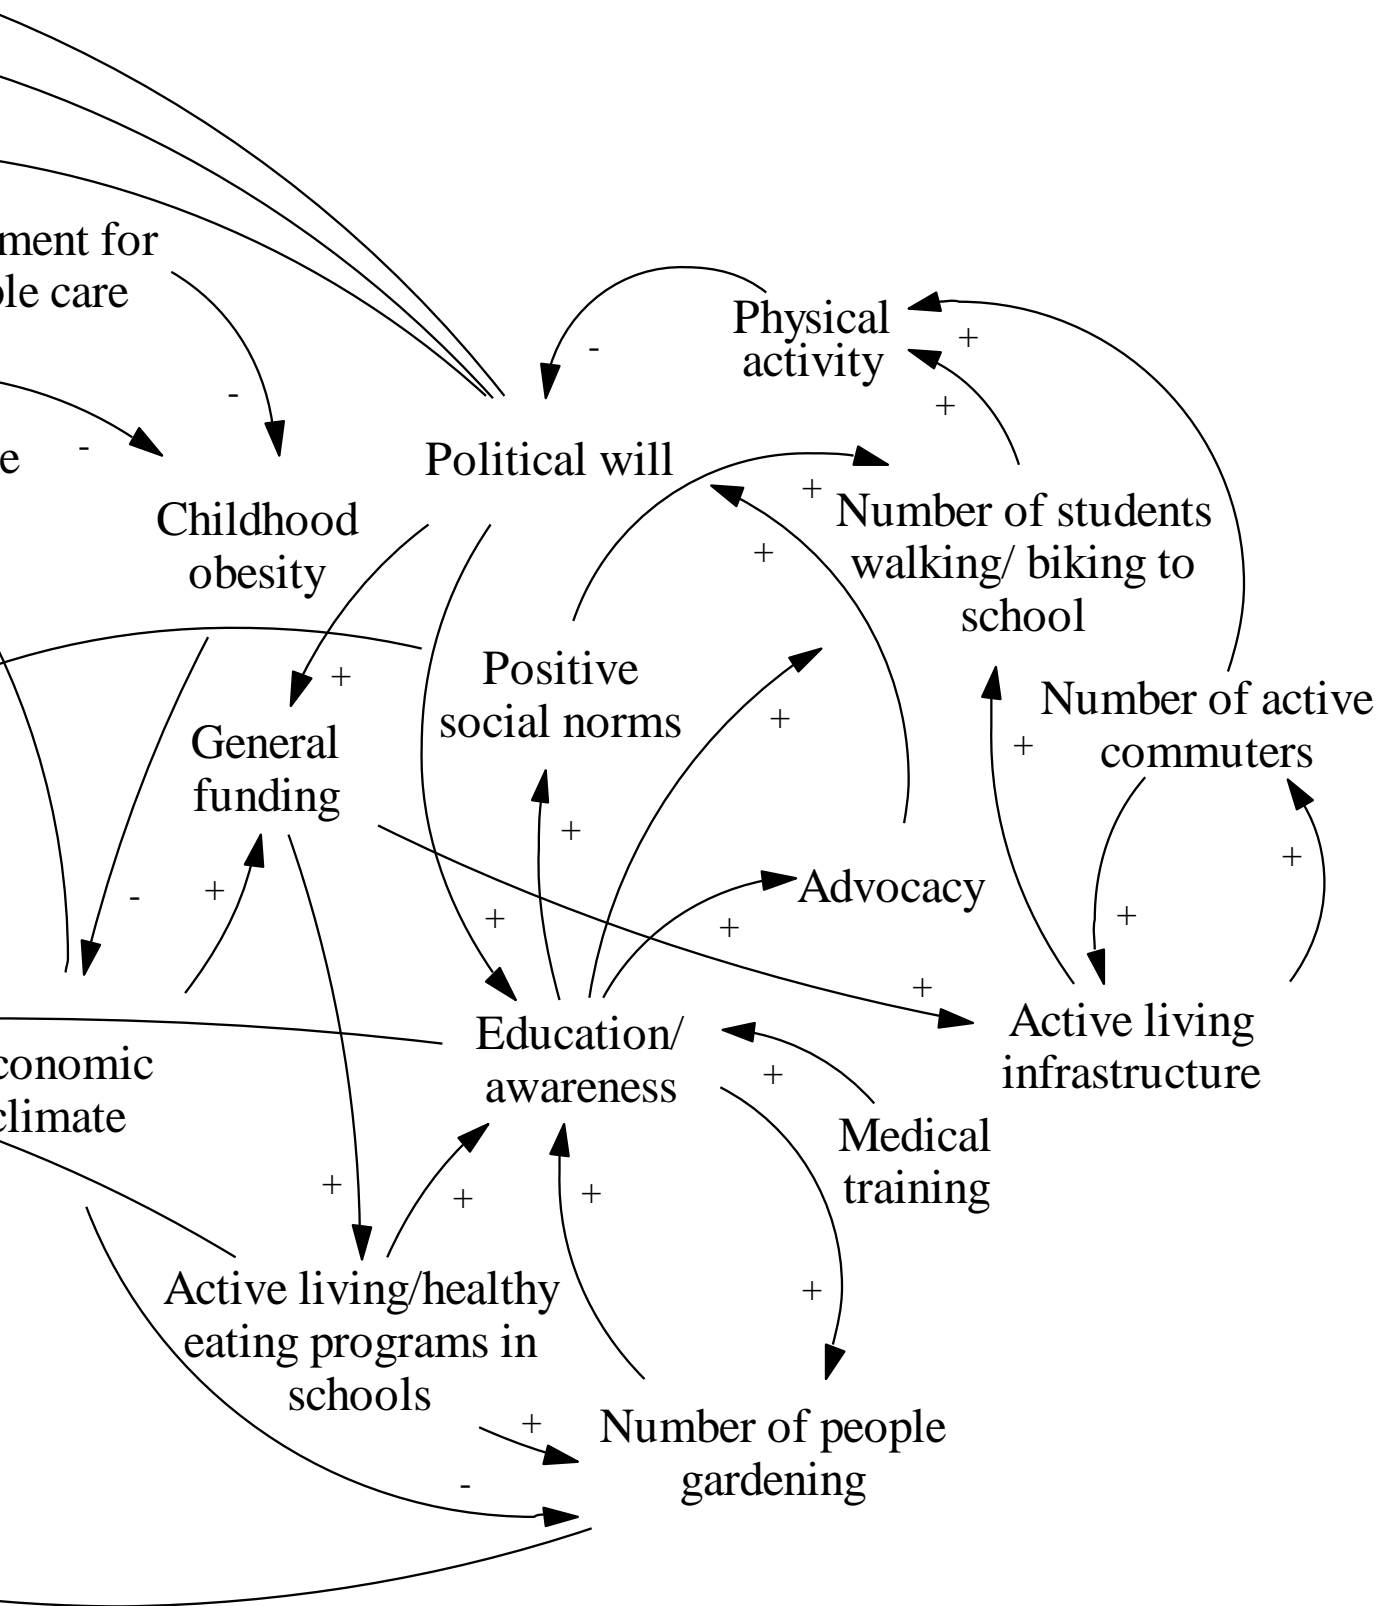 ment for
ole care
Physical
activity
Political will
e
Number of students
walking/ biking to
school
Childhood
obesity
Positive
social norms
Number of active
commuters
General
funding
Advocacy
Education/
awareness
Active living
infrastructure
conomic
climate
Medical
training
Active living/healthy
eating programs in
schools
Number of people
gardening
-
+
-
+
-
+
+
+
+
+
+
+
+
-
+
+
+
+
+
+
+
+
+
+
+
-